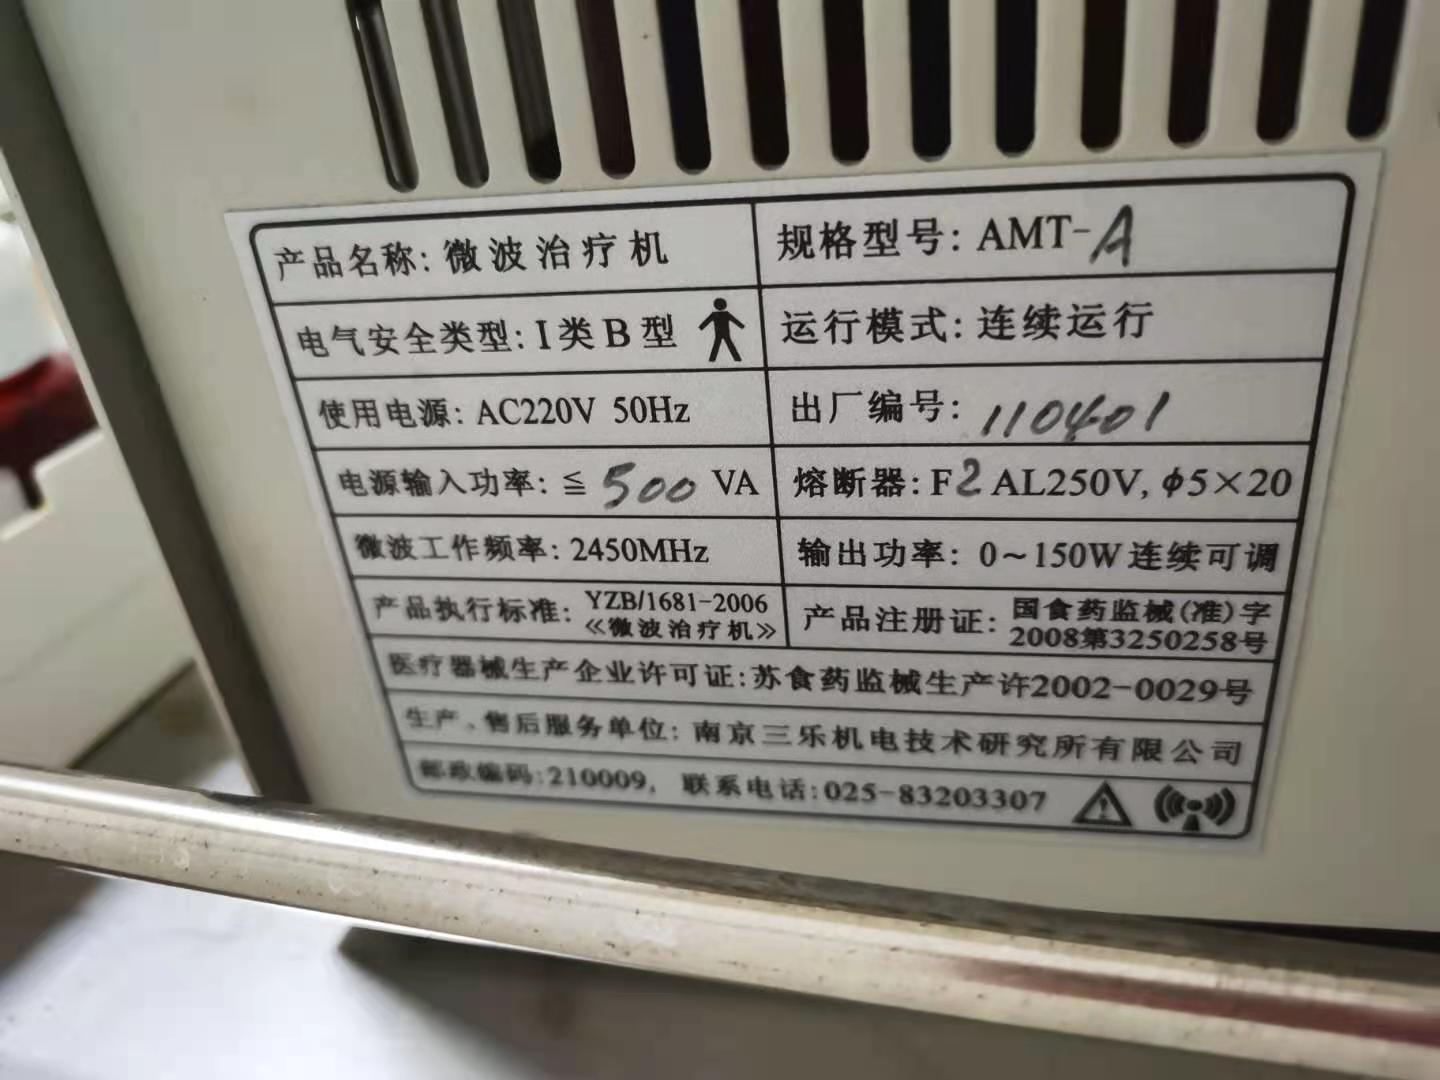 产品名称: 微波治疗机
规格型号: AMT-A
电气安全类型: I类B型
运行模式: 连续运行
使用电源: AC220V 50Hz
出厂编号: 110401
电源输入功率: ≦ 500 VA
熔断器: F2AL250V, ϕ5×20
微波工作频率: 2450MHz
输出功率: 0~150W连续可调
产品执行标准: YZB/1681-2006
《微波治疗机》
产品注册证: 国食药监械(准)字
2008第3250258号
医疗器械生产企业许可证: 苏食药监械生产许2002-0029号
生产、售后服务单位: 南京三乐机电技术研究所有限公司
邮政编码: 210009, 联系电话: 025-83203307